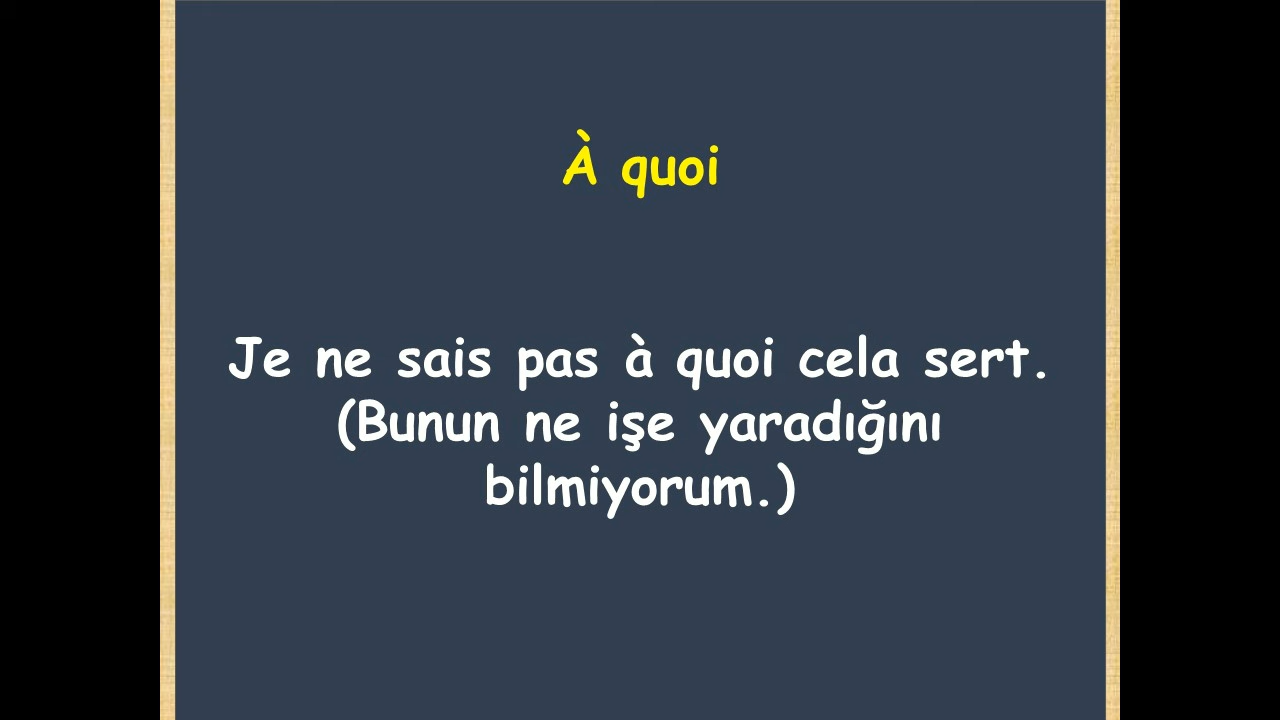 À quoi
Je ne sais pas à quoi cela sert.
(Bunun ne işe yaradığını
bilmiyorum.)